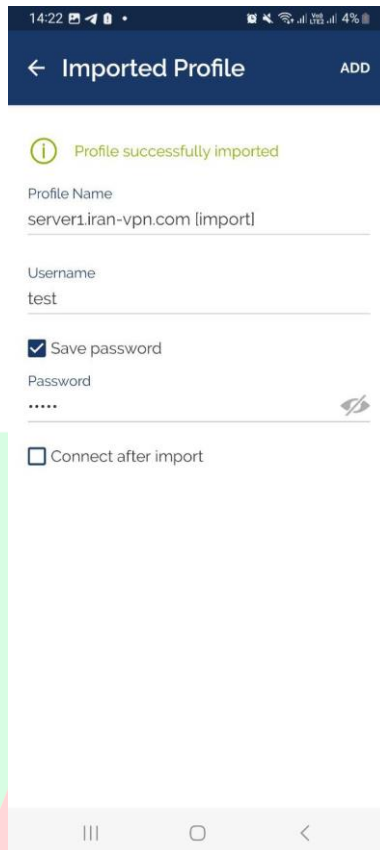 14:22 4%
Imported Profile ADD
Profile successfully imported
Profile Name
server1.iran-vpn.com [import]
Username
test
Save password
Password
•••••
Connect after import